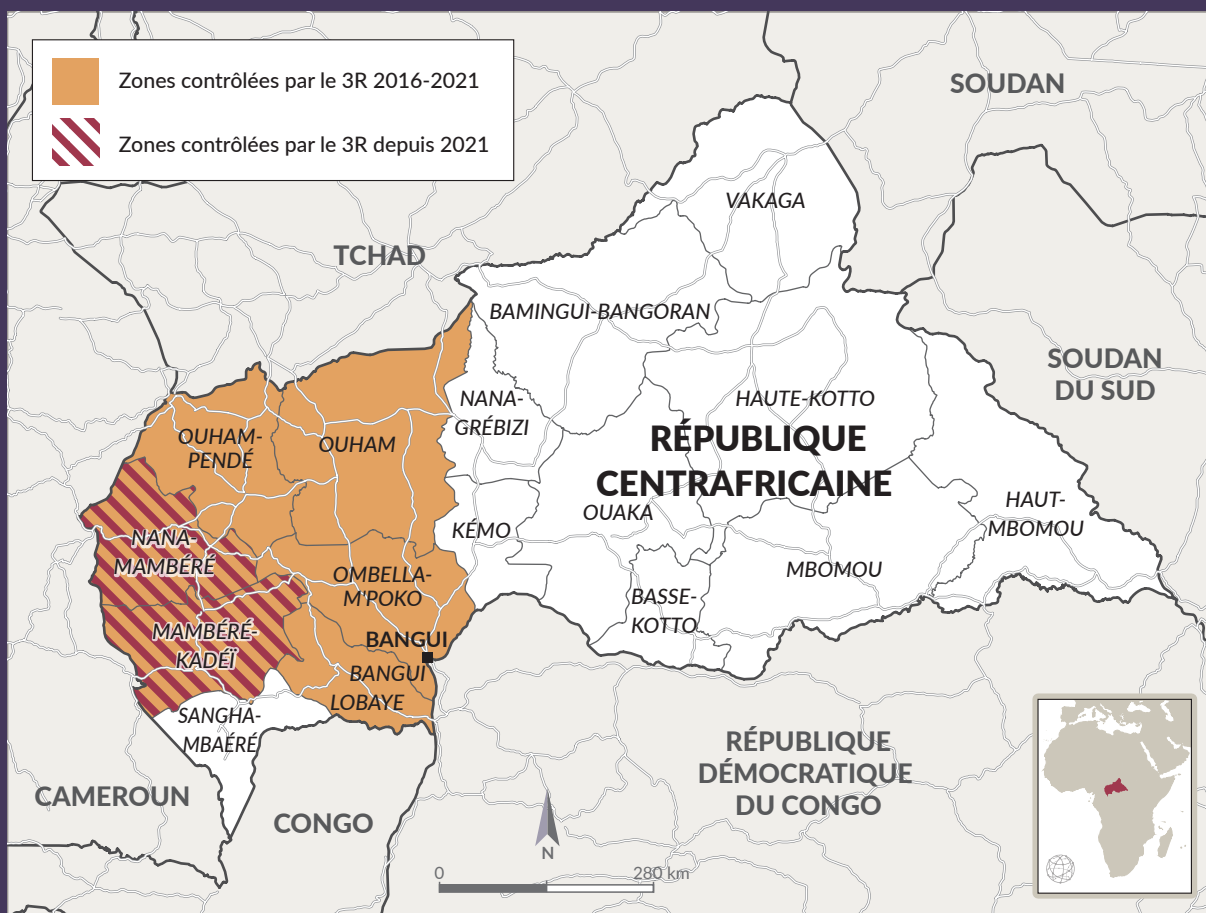 Zones contrôlées par le 3R 2016-2021
Zones contrôlées par le 3R depuis 2021
SOUDAN
VAKAGA
TCHAD
BAMINGUI-BANGORAN
SOUDAN
DU SUD
NANA-
GRÉBIZI
HAUTE-KOTTO
OUHAM-
PENDÉ
OUHAM
RÉPUBLIQUE
CENTRAFRICAINE
HAUT-
MBOMOU
OUAKA
KÉMO
NANA-
MAMBÉRÉ
OMBELLA-
M'POKO
MBOMOU
BASSE-
KOTTO
MAMBÉRÉ-
KADÉÏ
BANGUI
BANGUI
LOBAYE
SANGHA-
MBAÉRÉ
RÉPUBLIQUE
DÉMOCRATIQUE
DU CONGO
CAMEROUN
CONGO
N
0
280 km